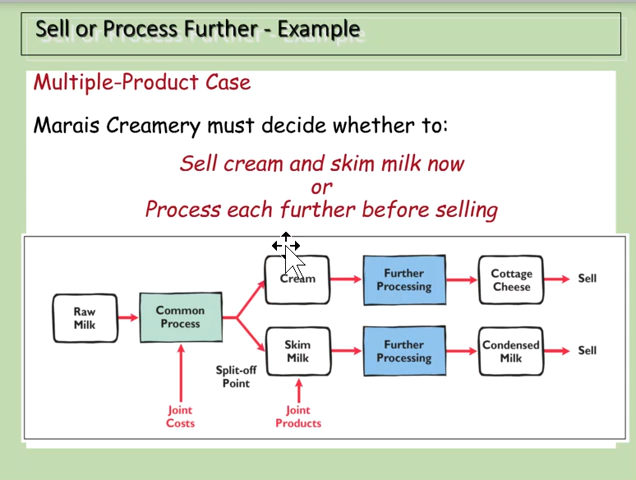 Sell or Process Further - Example
Multiple-Product Case
Marais Creamery must decide whether to:
Sell cream and skim milk now
or
Process each further before selling
Raw
Milk
Common
Process
Cream
Further
Processing
Cottage
Cheese
Sell
Skim
Milk
Further
Processing
Condensed
Milk
Sell
Split-off
Point
Joint
Costs
Joint
Products